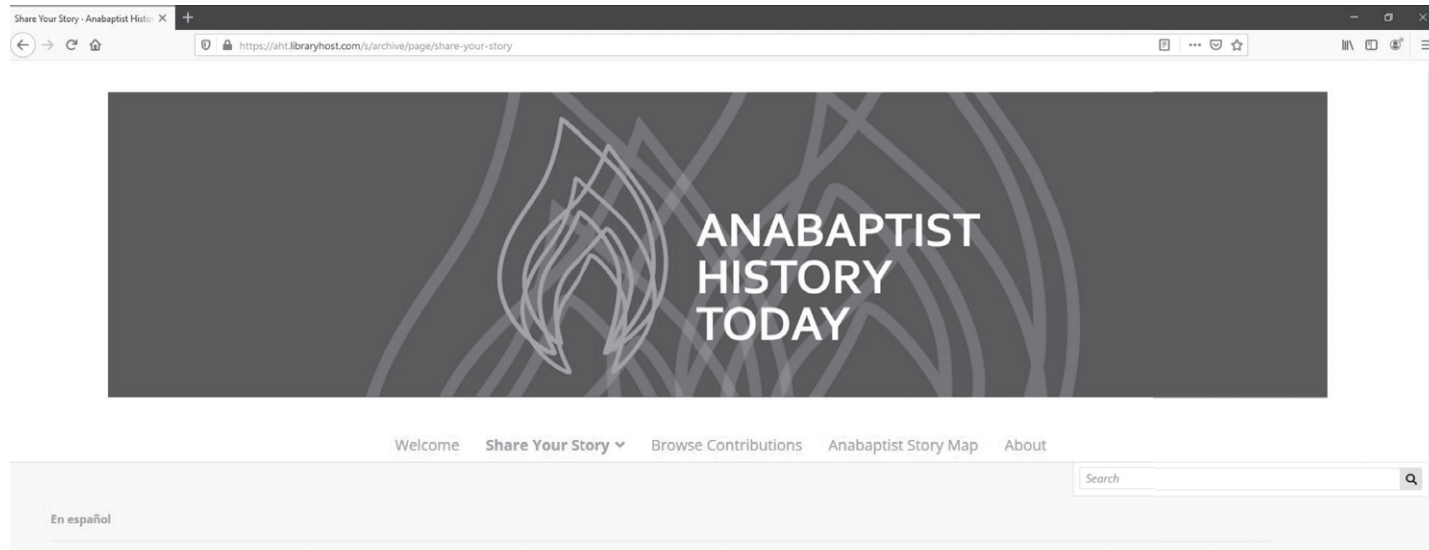 Share Your Story · Anabaptist Histo
https://aht.libraryhost.com/s/archive/page/share-your-story
ANABAPTIST
HISTORY
TODAY
Welcome Share Your Story Browse Contributions Anabaptist Story Map About
Search
En español